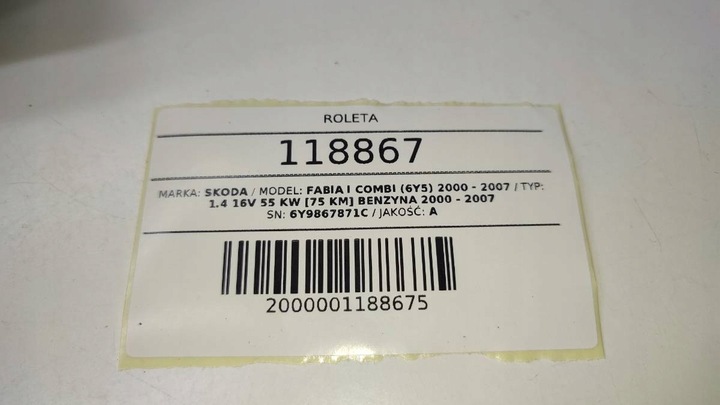 ROLETA
118867
MARKA: SKODA / MODEL: FABIA I COMBI (6Y5) 2000 - 2007 / TYP:
1.4 16V 55 KW [75 KM] BENZYNA 2000 - 2007
SN: 6Y9867871C / JAKOŚĆ: A
2000001188675